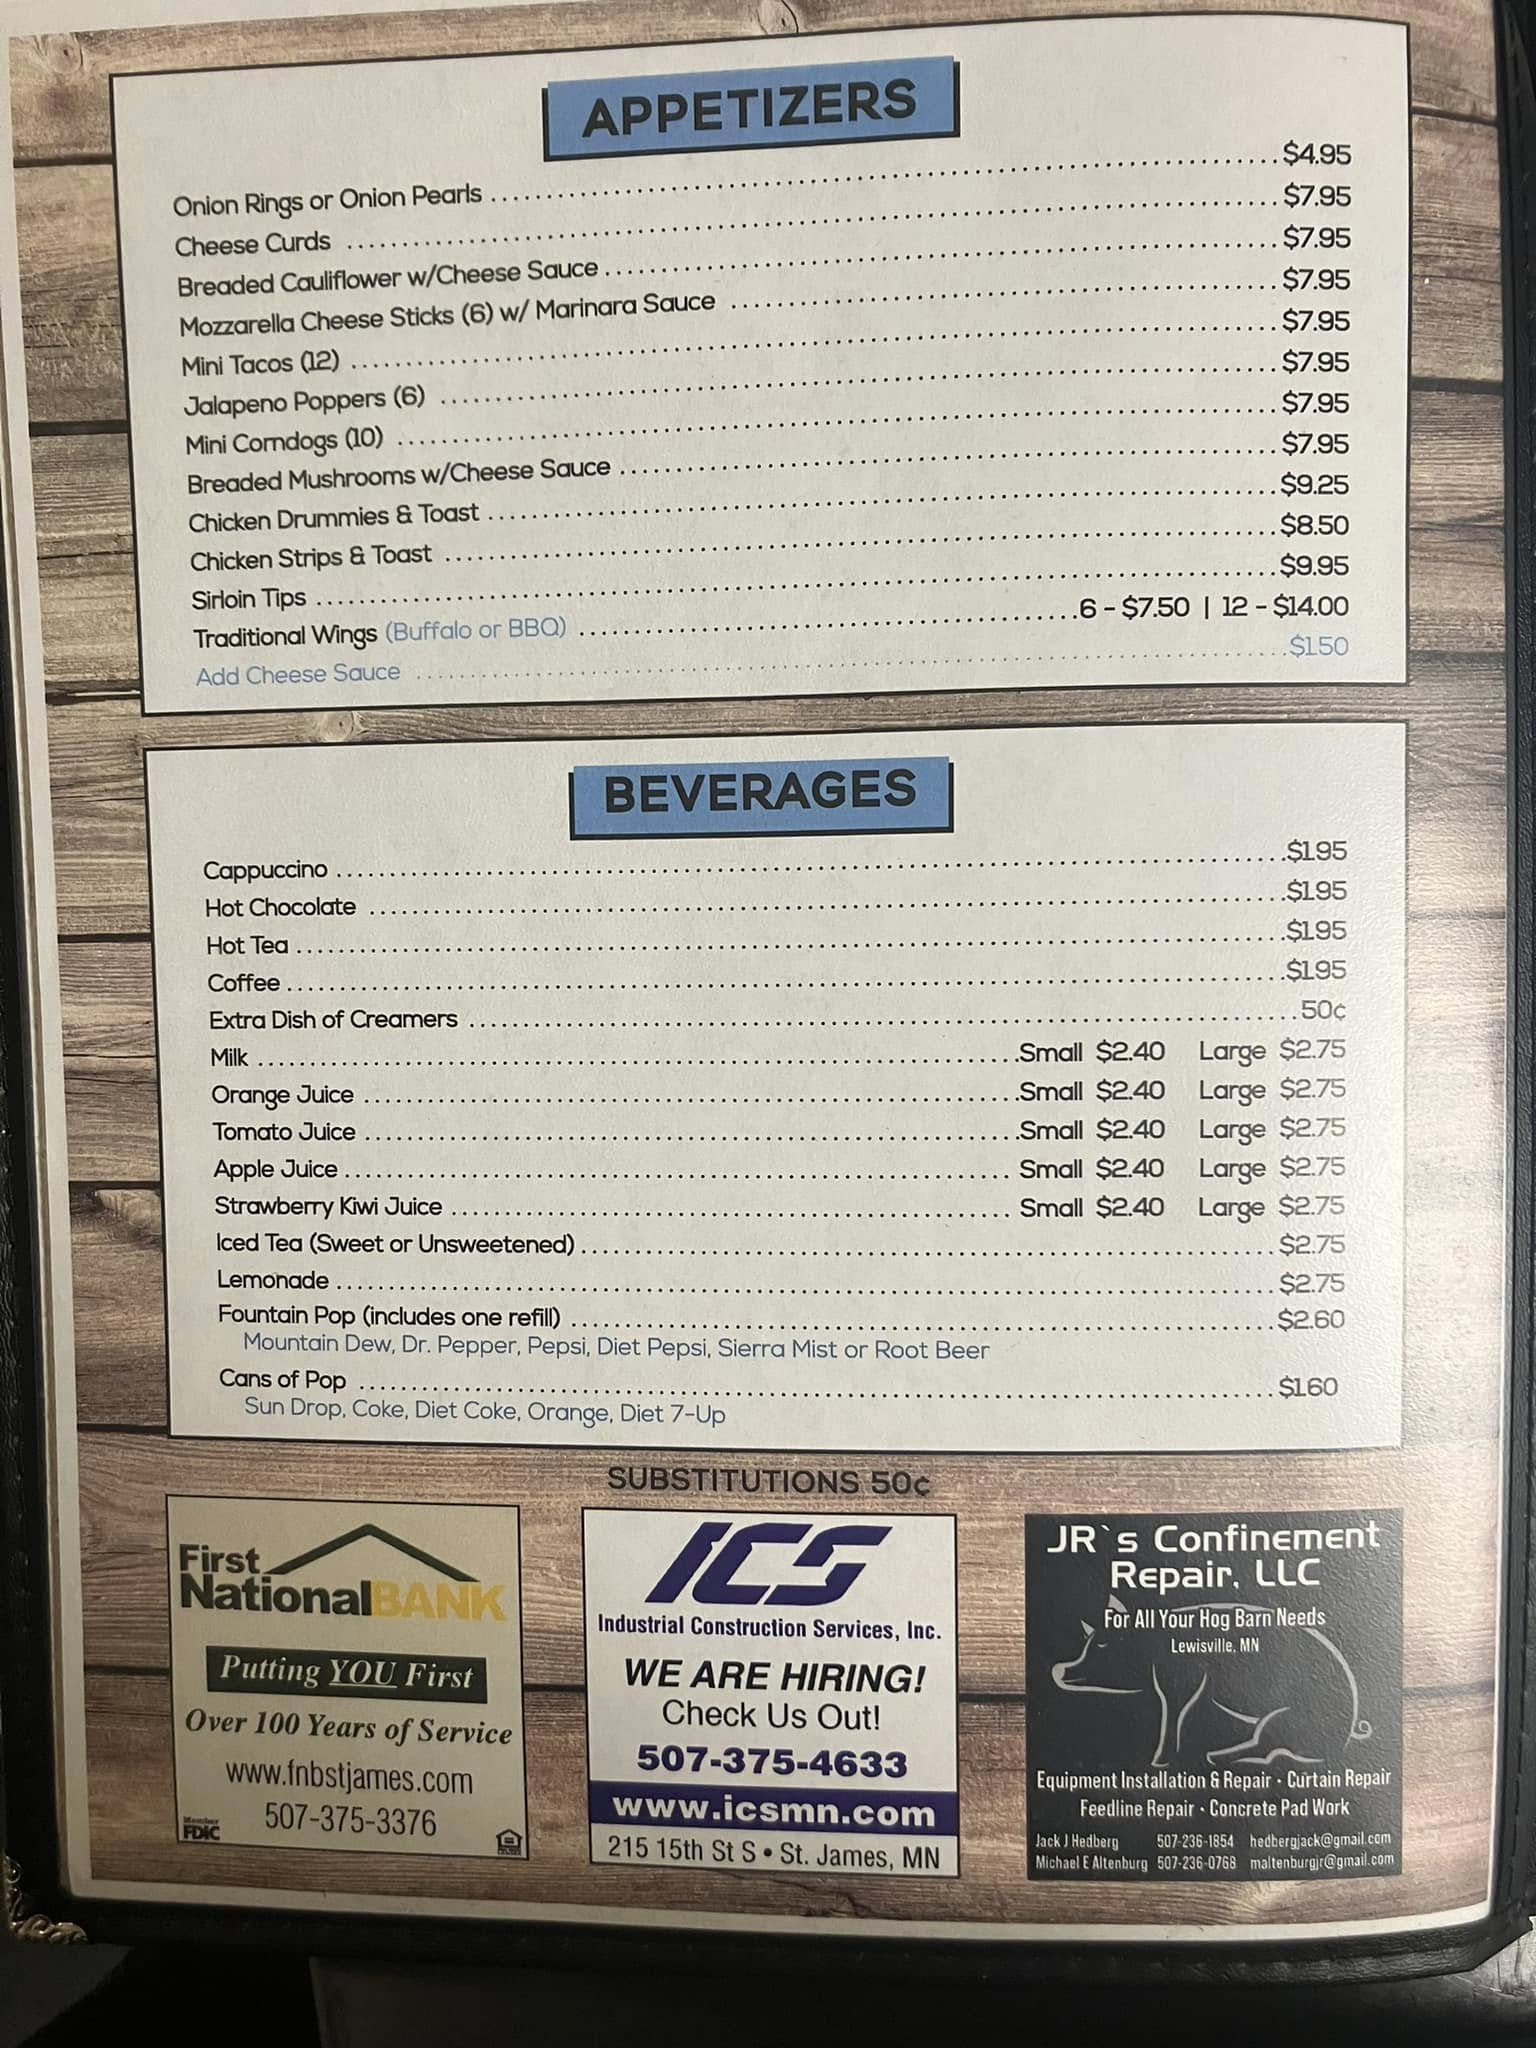 APPETIZERS
Onion Rings or Onion Pearls $4.95
Cheese Curds $7.95
Breaded Cauliflower w/Cheese Sauce $7.95
Mozzarella Cheese Sticks (6) w/ Marinara Sauce $7.95
Mini Tacos (12) $7.95
Jalapeno Poppers (6) $7.95
Mini Corndogs (10) $7.95
Breaded Mushrooms w/Cheese Sauce $7.95
Chicken Drummies & Toast $9.25
Chicken Strips & Toast $8.50
Sirloin Tips $9.95
Traditional Wings (Buffalo or BBQ) 6 - $7.50 | 12 - $14.00
Add Cheese Sauce $1.50
BEVERAGES
Cappuccino $1.95
Hot Chocolate $1.95
Hot Tea $1.95
Coffee $1.95
Extra Dish of Creamers 50¢
Milk Small $2.40 Large $2.75
Orange Juice Small $2.40 Large $2.75
Tomato Juice Small $2.40 Large $2.75
Apple Juice Small $2.40 Large $2.75
Strawberry Kiwi Juice Small $2.40 Large $2.75
Iced Tea (Sweet or Unsweetened) $2.75
Lemonade $2.75
Fountain Pop (includes one refill) $2.60
Mountain Dew, Dr. Pepper, Pepsi, Diet Pepsi, Sierra Mist or Root Beer
Cans of Pop $1.60
Sun Drop, Coke, Diet Coke, Orange, Diet 7-Up
SUBSTITUTIONS 50¢
First
NationalBANK
Putting YOU First
Over 100 Years of Service
www.fnbstjames.com
507-375-3376
Member
FDIC
ICS
Industrial Construction Services, Inc.
WE ARE HIRING!
Check Us Out!
507-375-4633
www.icsmn.com
215 15th St S • St. James, MN
JR`s Confinement
Repair, LLC
For All Your Hog Barn Needs
Lewisville, MN
Equipment Installation & Repair · Curtain Repair
Feedline Repair · Concrete Pad Work
Jack J Hedberg 507-236-1854 hedbergjack@gmail.com
Michael E Altenburg 507-236-0768 maltenburgjr@gmail.com